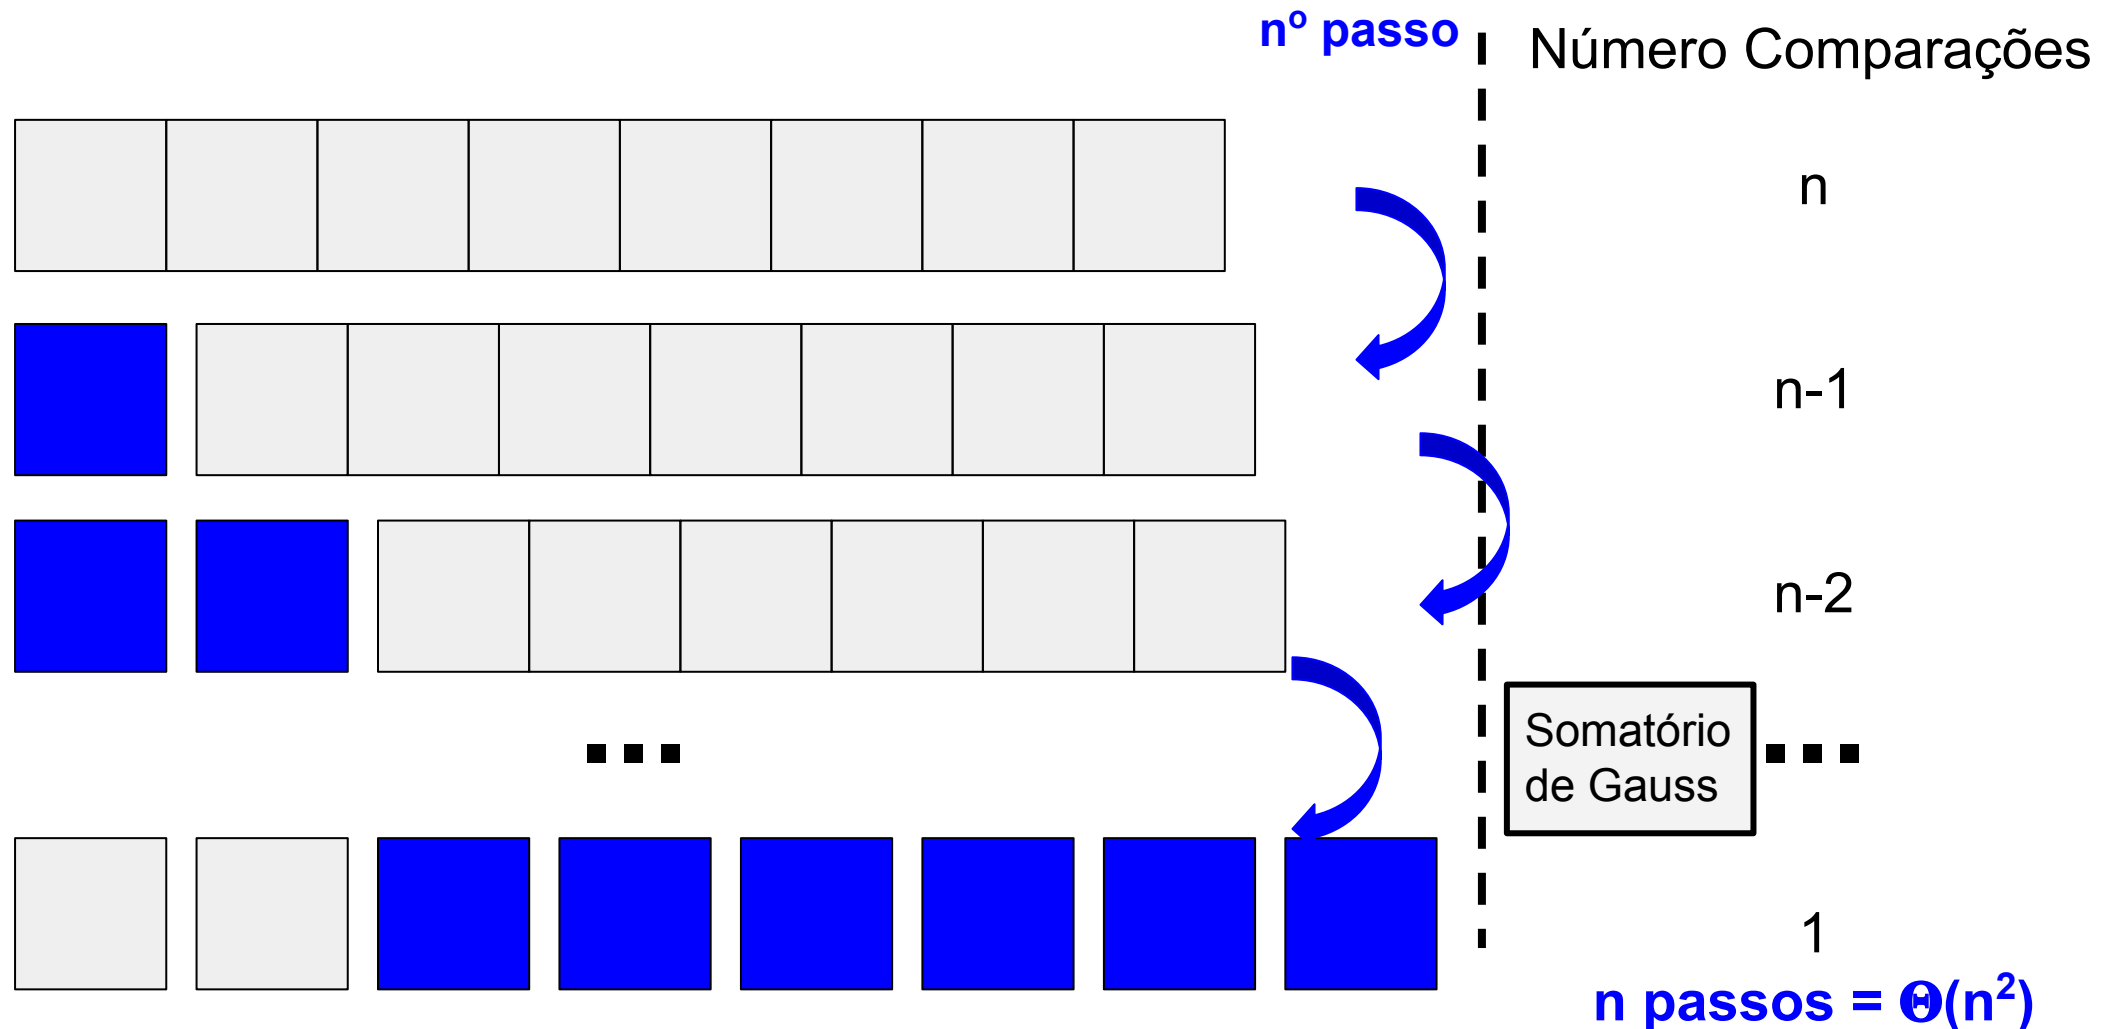 nº passo
Número Comparações
n
n-1
n-2
Somatório
de Gauss
...
...
1
n passos = Θ(n²)